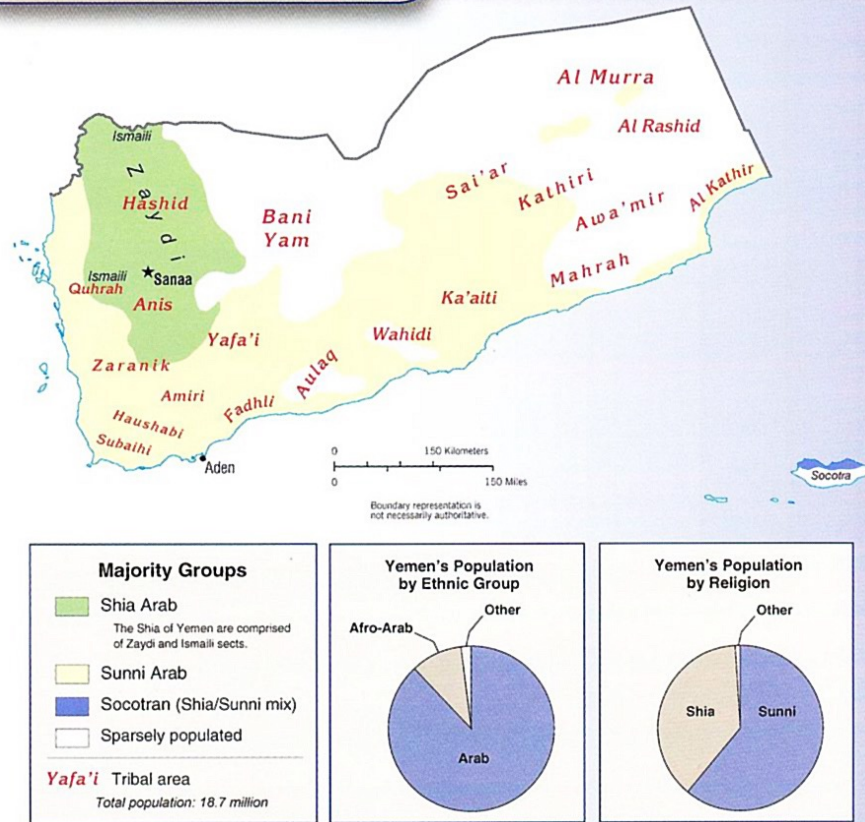 Al Murra
Ismaili
Al Rashid
Zaydi
Sai'ar
Kathiri
Al Kathir
Hashid
Awa'mir
Bani
Yam
Mahrah
Ismaili
Sanaa
Quhrah
Anis
Ka'aiti
Yafa'i
Wahidi
Zaranik
Aulaq
Amiri
Fadhli
Haushabi
Subaihi
Aden
0 150 Kilometers
0 150 Miles
Boundary representation is
not necessarily authoritative.
Socotra
Majority Groups
Shia Arab
The Shia of Yemen are comprised
of Zaydi and Ismaili sects.
Sunni Arab
Socotran (Shia/Sunni mix)
Sparsely populated
Yafa'i Tribal area
Total population: 18.7 million
Yemen's Population
by Ethnic Group
Other
Afro-Arab
Arab
Yemen's Population
by Religion
Other
Shia
Sunni